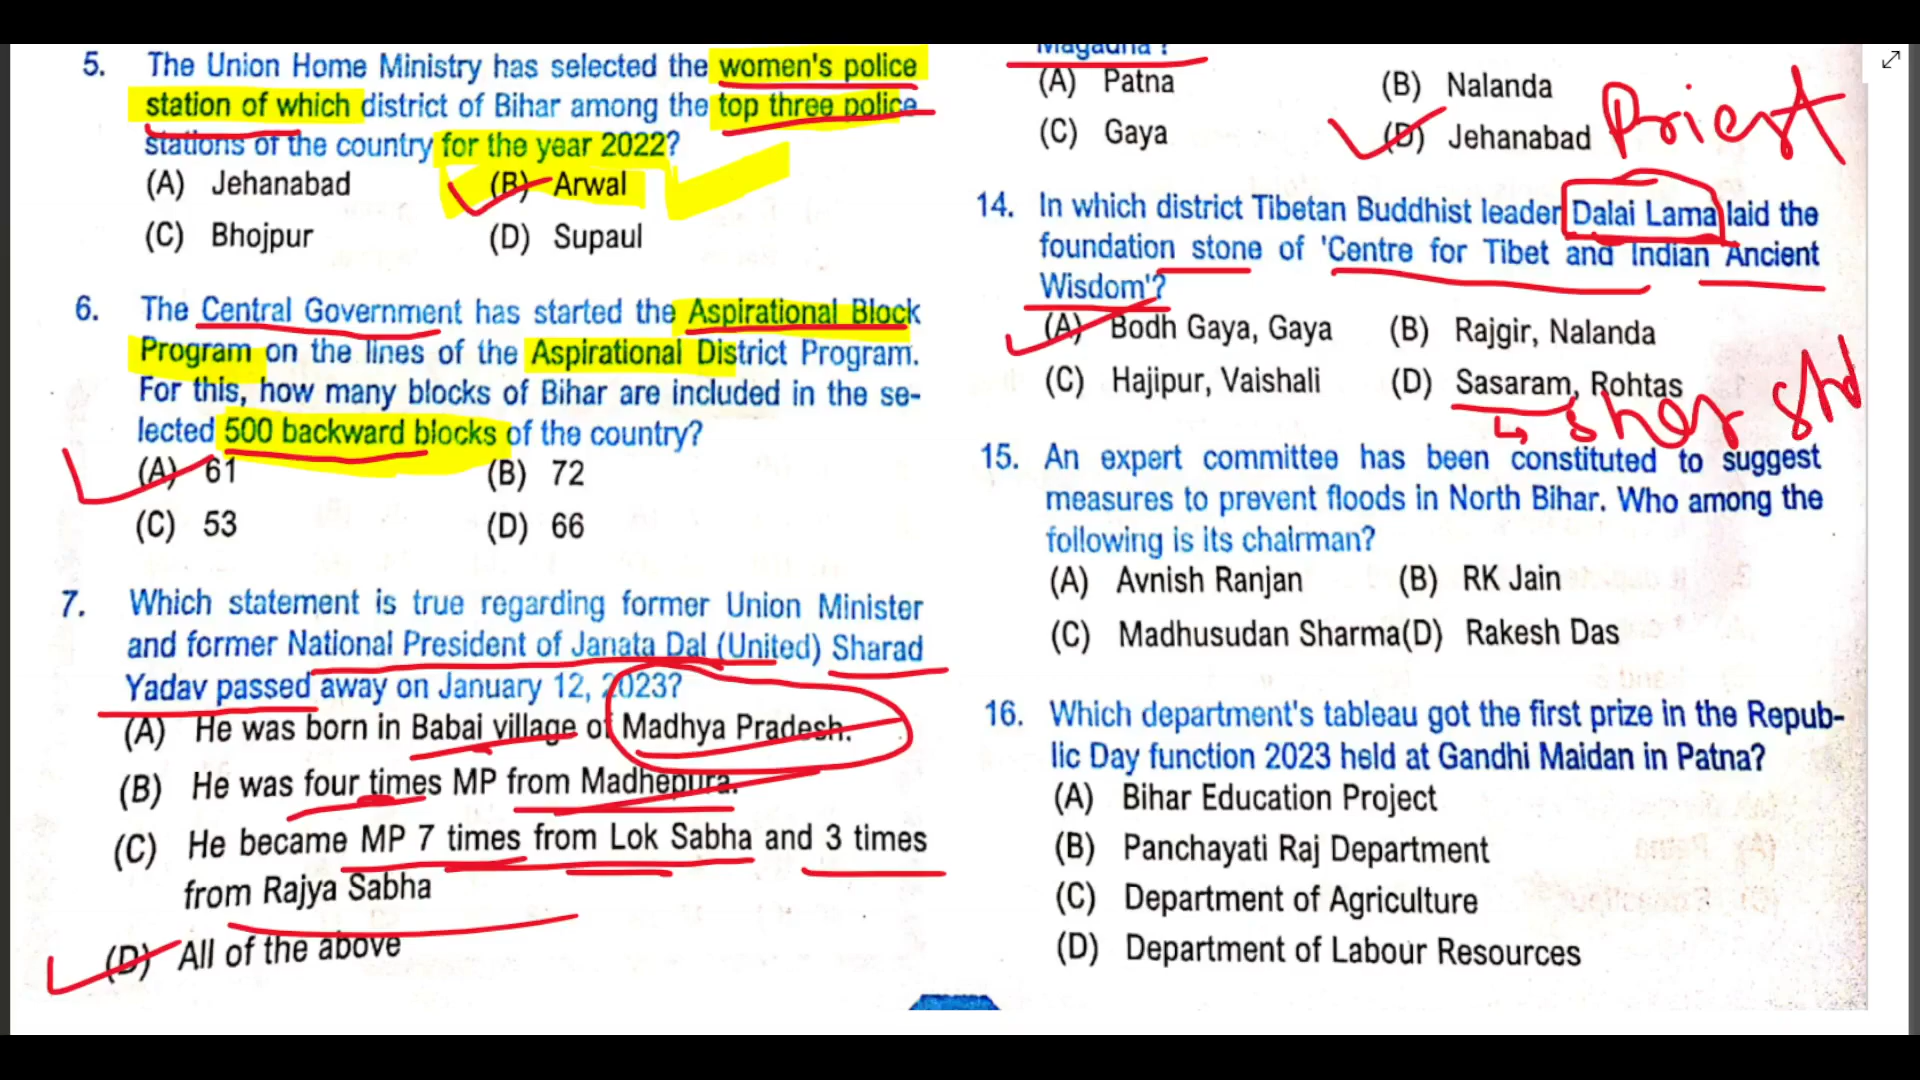 5. The Union Home Ministry has selected the women's police
station of which district of Bihar among the top three police
stations of the country for the year 2022?
(A) Jehanabad (B) Arwal
(C) Bhojpur (D) Supaul
6. The Central Government has started the Aspirational Block
Program on the lines of the Aspirational District Program.
For this, how many blocks of Bihar are included in the se-
lected 500 backward blocks of the country?
(A) 61 (B) 72
(C) 53 (D) 66
7. Which statement is true regarding former Union Minister
and former National President of Janata Dal (United) Sharad
Yadav passed away on January 12, 2023?
(A) He was born in Babai village of Madhya Pradesh.
(B) He was four times MP from Madhepura.
(C) He became MP 7 times from Lok Sabha and 3 times
from Rajya Sabha
(D) All of the above
Magadha?
(A) Patna (B) Nalanda
(C) Gaya (D) Jehanabad Priest
14. In which district Tibetan Buddhist leader Dalai Lama laid the
foundation stone of 'Centre for Tibet and Indian Ancient
Wisdom'?
(A) Bodh Gaya, Gaya (B) Rajgir, Nalanda
(C) Hajipur, Vaishali (D) Sasaram, Rohtas
Sher
15. An expert committee has been constituted to suggest
measures to prevent floods in North Bihar. Who among the
following is its chairman?
(A) Avnish Ranjan (B) RK Jain
(C) Madhusudan Sharma (D) Rakesh Das
16. Which department's tableau got the first prize in the Repub-
lic Day function 2023 held at Gandhi Maidan in Patna?
(A) Bihar Education Project
(B) Panchayati Raj Department
(C) Department of Agriculture
(D) Department of Labour Resources